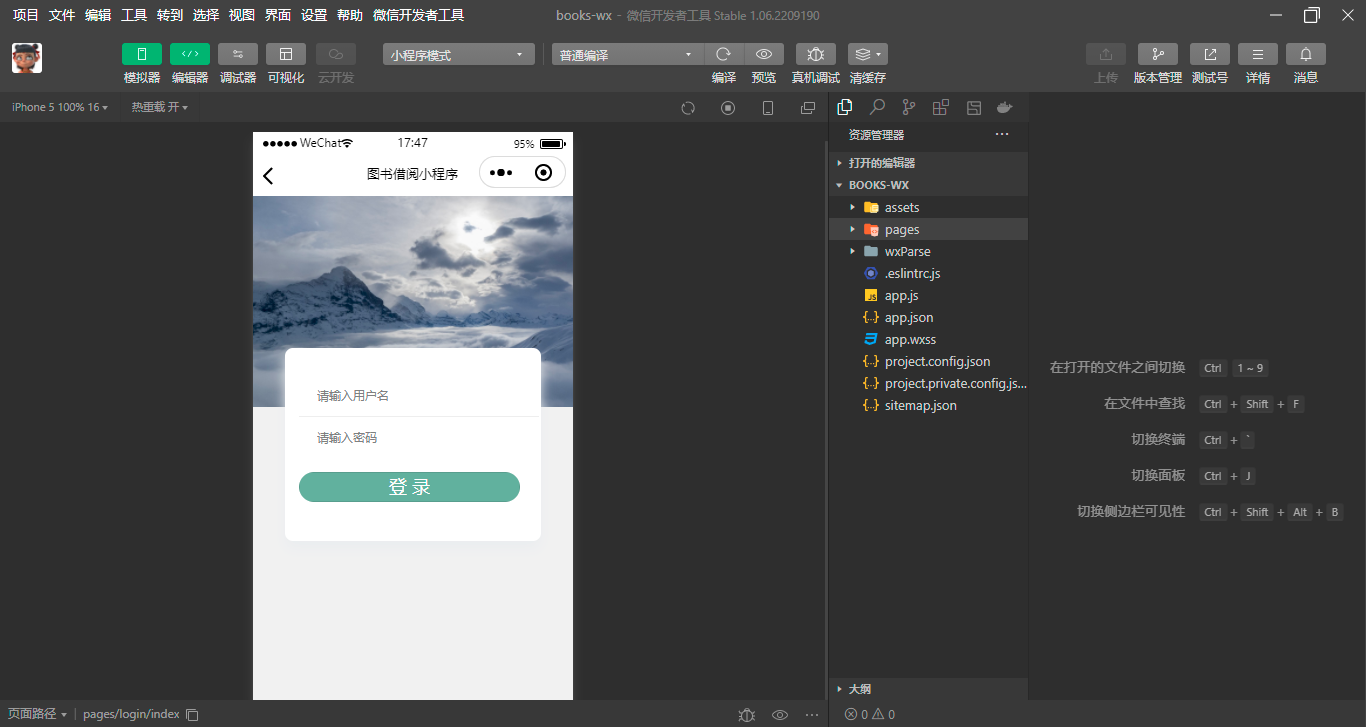 项目 文件 编辑 工具 转到 选择 视图 界面 设置 帮助 微信开发者工具 books-wx - 微信开发者工具 Stable 1.06.2209190
小程序模式 普通编译
模拟器 编辑器 调试器 可视化 云开发 编译 预览 真机调试 清缓存 上传 版本管理 测试号 详情 消息
iPhone 5 100% 16 热重载 开
WeChat 17:47 95%
图书借阅小程序
请输入用户名
请输入密码
登 录
页面路径 pages/login/index
资源管理器
打开的编辑器
BOOKS-WX
assets
pages
wxParse
.eslintrc.js
app.js
app.json
app.wxss
project.config.json
project.private.config.js...
sitemap.json
大纲
0 0
在打开的文件之间切换 Ctrl 1 ~ 9
在文件中查找 Ctrl + Shift + F
切换终端 Ctrl + `
切换面板 Ctrl + J
切换侧边栏可见性 Ctrl + Shift + Alt + B